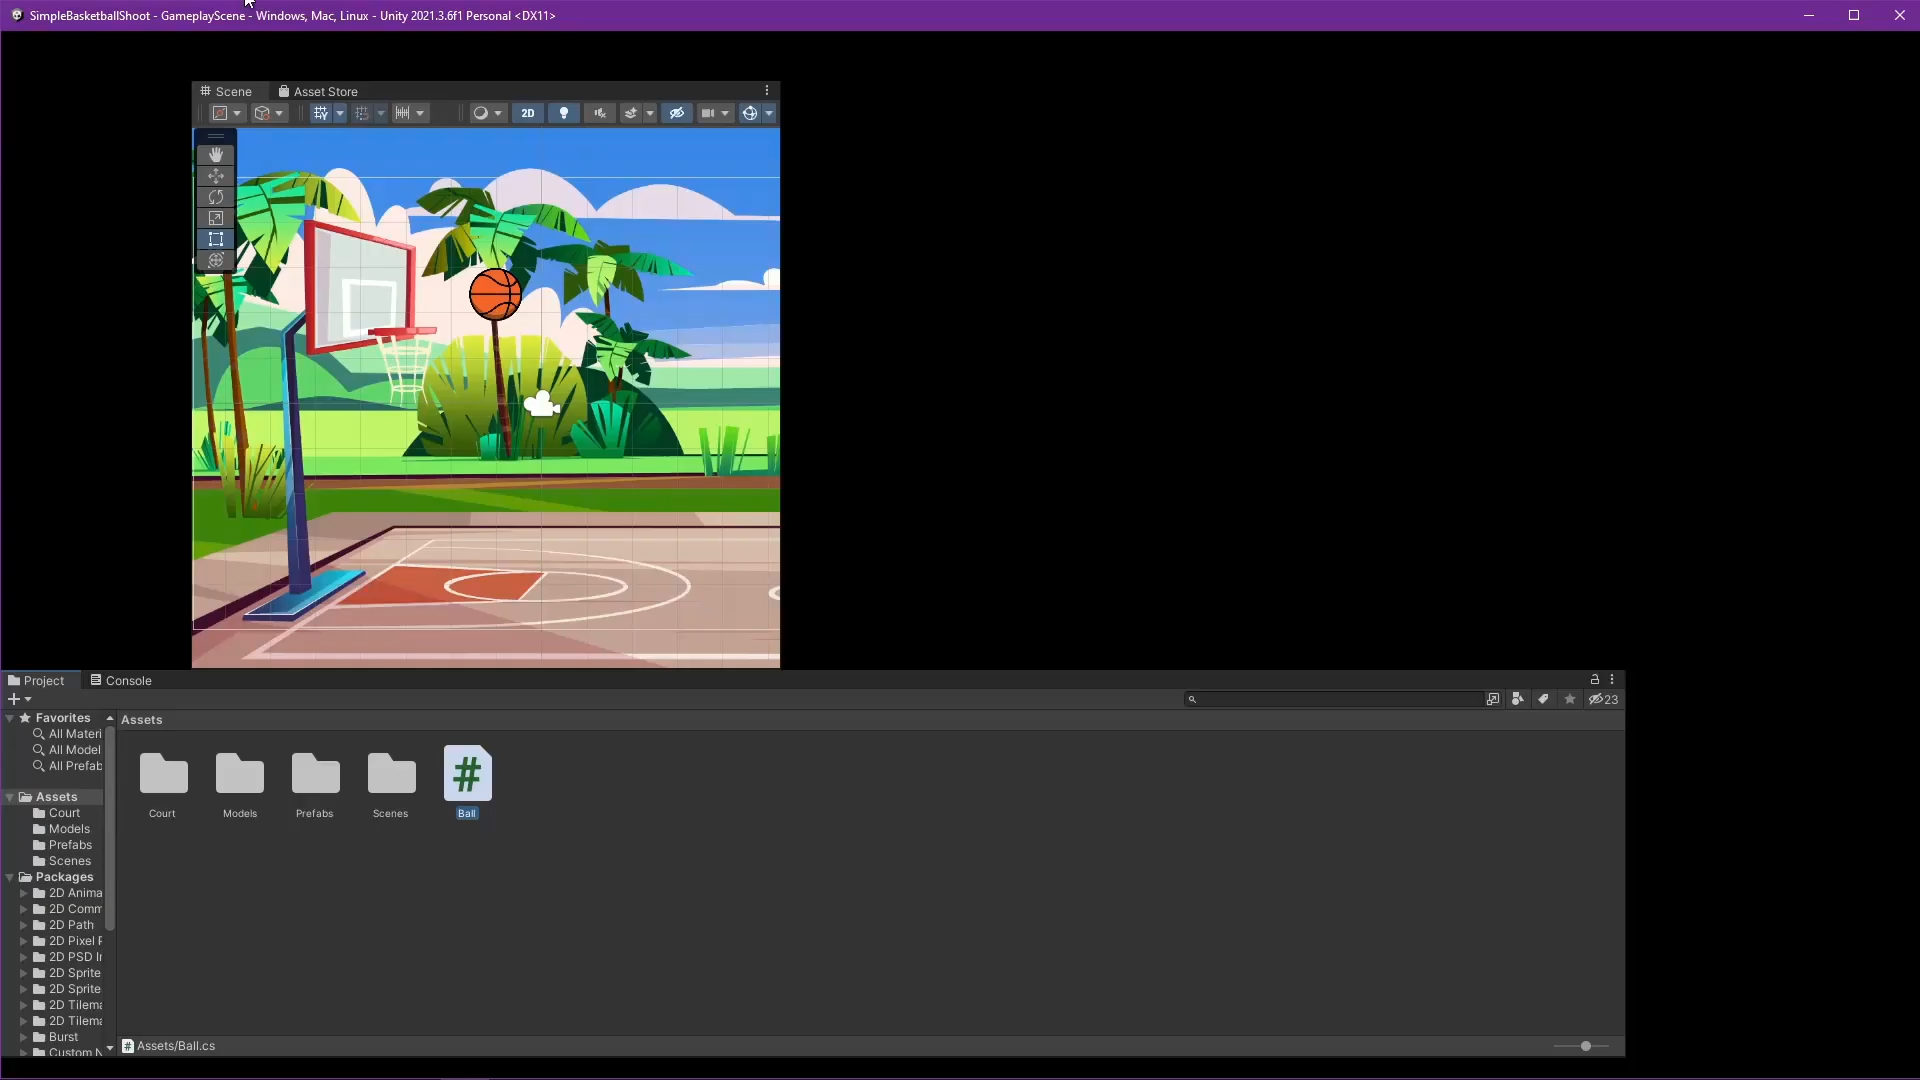 SimpleBasketballShoot - GameplayScene - Windows, Mac, Linux - Unity 2021.3.6f1 Personal <DX11>
Scene
Asset Store
2D
Project
Console
23
Favorites
All Materi
All Model
All Prefab
Assets
Court
Models
Prefabs
Scenes
Packages
2D Anima
2D Comm
2D Path
2D Pixel P
2D PSD Im
2D Sprite
2D Sprite
2D Tilema
2D Tilema
Burst
Custom N
Assets
Court
Models
Prefabs
Scenes
Ball
Assets/Ball.cs